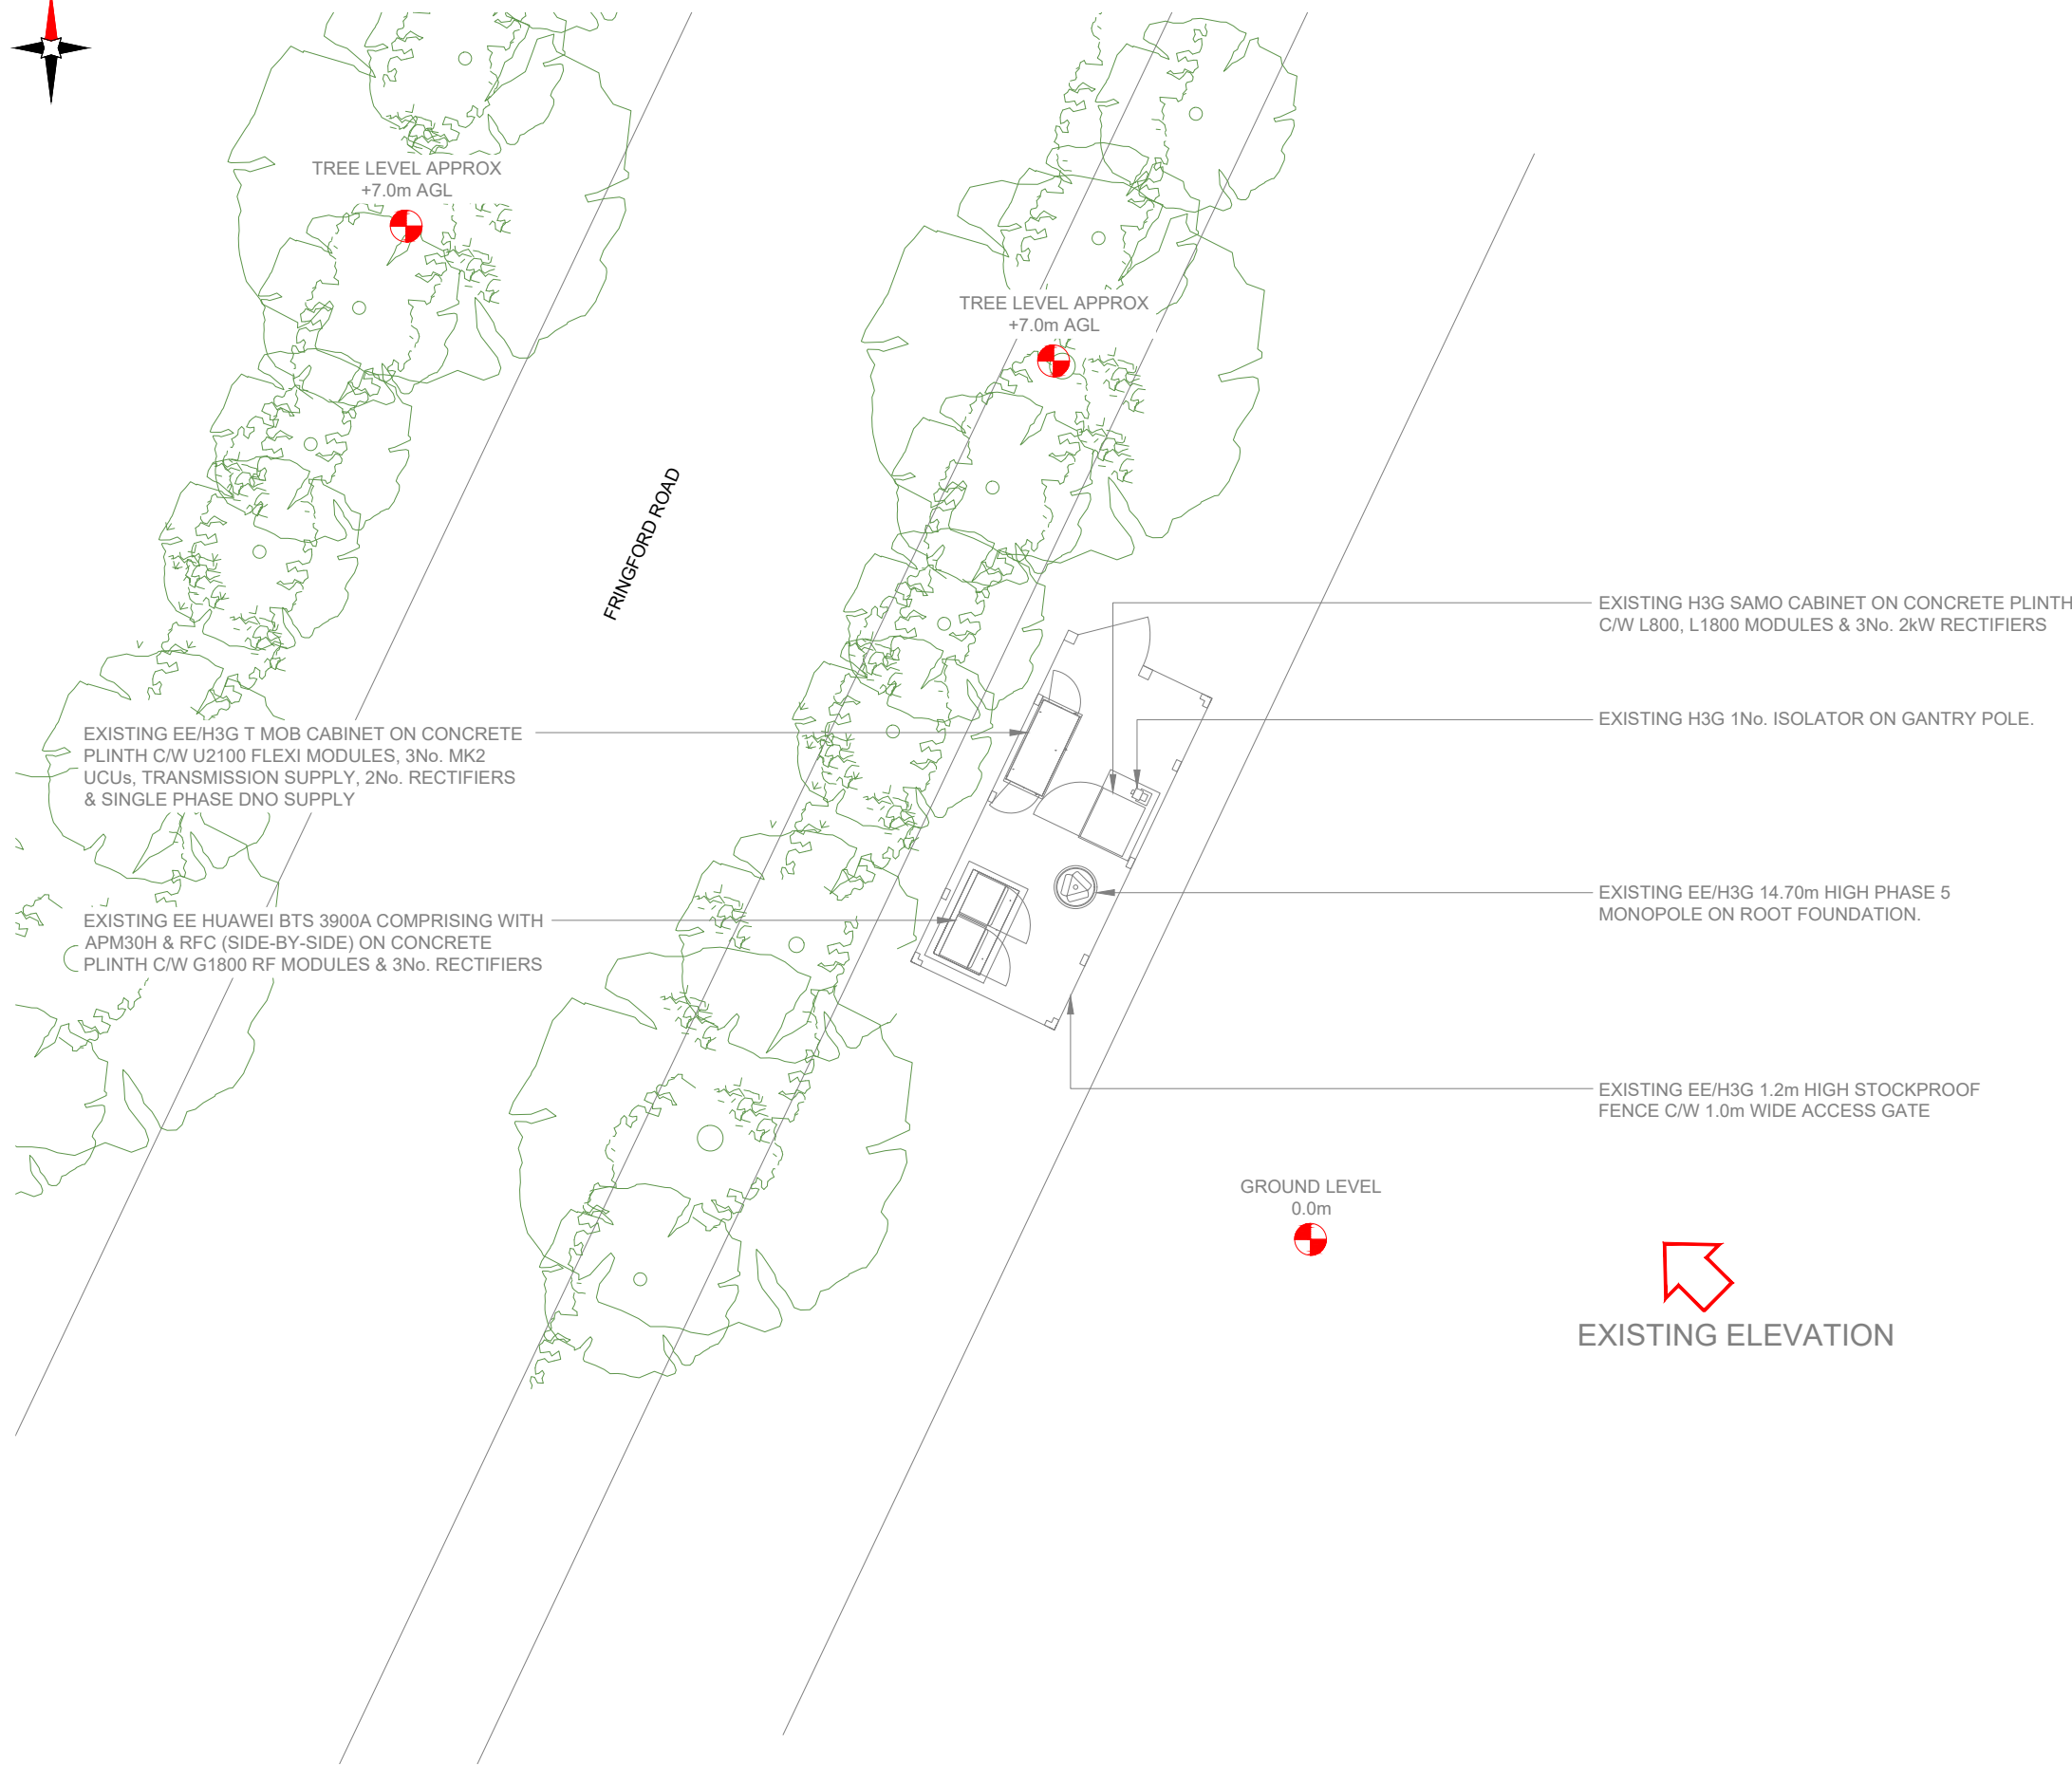 TREE LEVEL APPROX
+7.0m AGL
TREE LEVEL APPROX
+7.0m AGL
FRINGFORD ROAD
EXISTING H3G SAMO CABINET ON CONCRETE PLINTH
C/W L800, L1800 MODULES & 3No. 2kW RECTIFIERS
EXISTING H3G 1No. ISOLATOR ON GANTRY POLE.
EXISTING EE/H3G T MOB CABINET ON CONCRETE
PLINTH C/W U2100 FLEXI MODULES, 3No. MK2
UCUs, TRANSMISSION SUPPLY, 2No. RECTIFIERS
& SINGLE PHASE DNO SUPPLY
EXISTING EE/H3G 14.70m HIGH PHASE 5
MONOPOLE ON ROOT FOUNDATION.
EXISTING EE HUAWEI BTS 3900A COMPRISING WITH
APM30H & RFC (SIDE-BY-SIDE) ON CONCRETE
PLINTH C/W G1800 RF MODULES & 3No. RECTIFIERS
EXISTING EE/H3G 1.2m HIGH STOCKPROOF
FENCE C/W 1.0m WIDE ACCESS GATE
GROUND LEVEL
0.0m
EXISTING ELEVATION